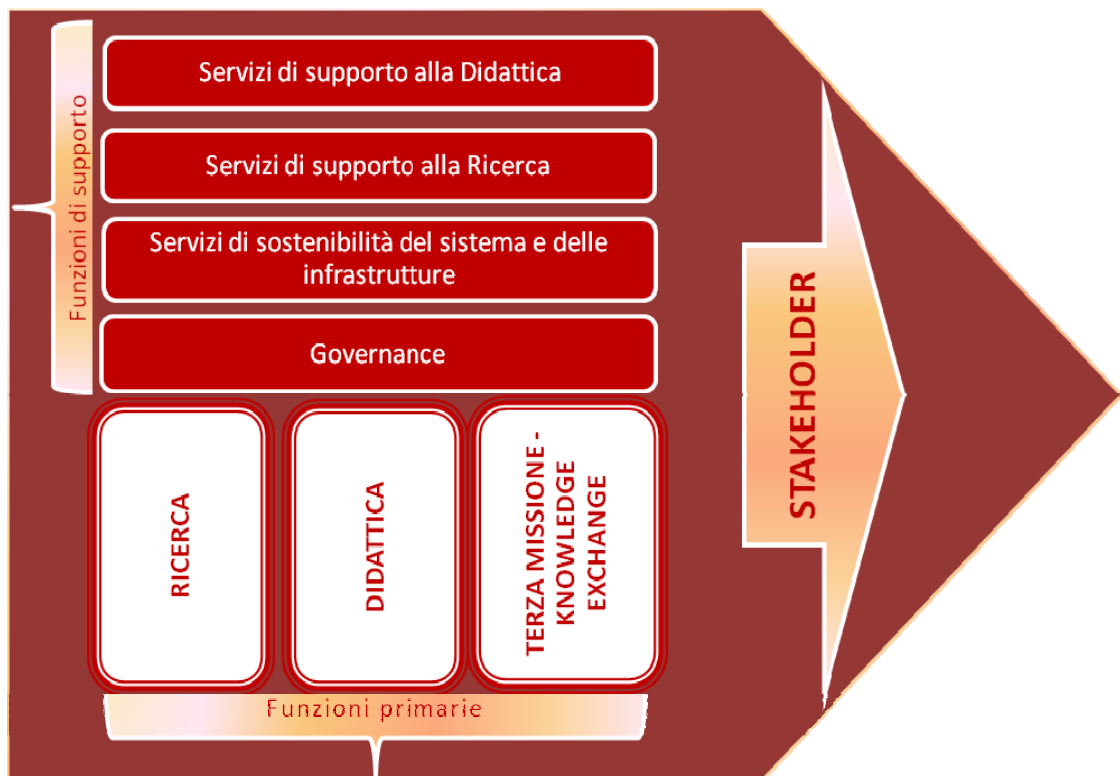 Funzioni di supporto
Servizi di supporto alla Didattica
Servizi di supporto alla Ricerca
Servizi di sostenibilità del sistema e delle
infrastrutture
Governance
RICERCA
DIDATTICA
TERZA MISSIONE -
KNOWLEDGE
EXCHANGE
Funzioni primarie
STAKEHOLDER